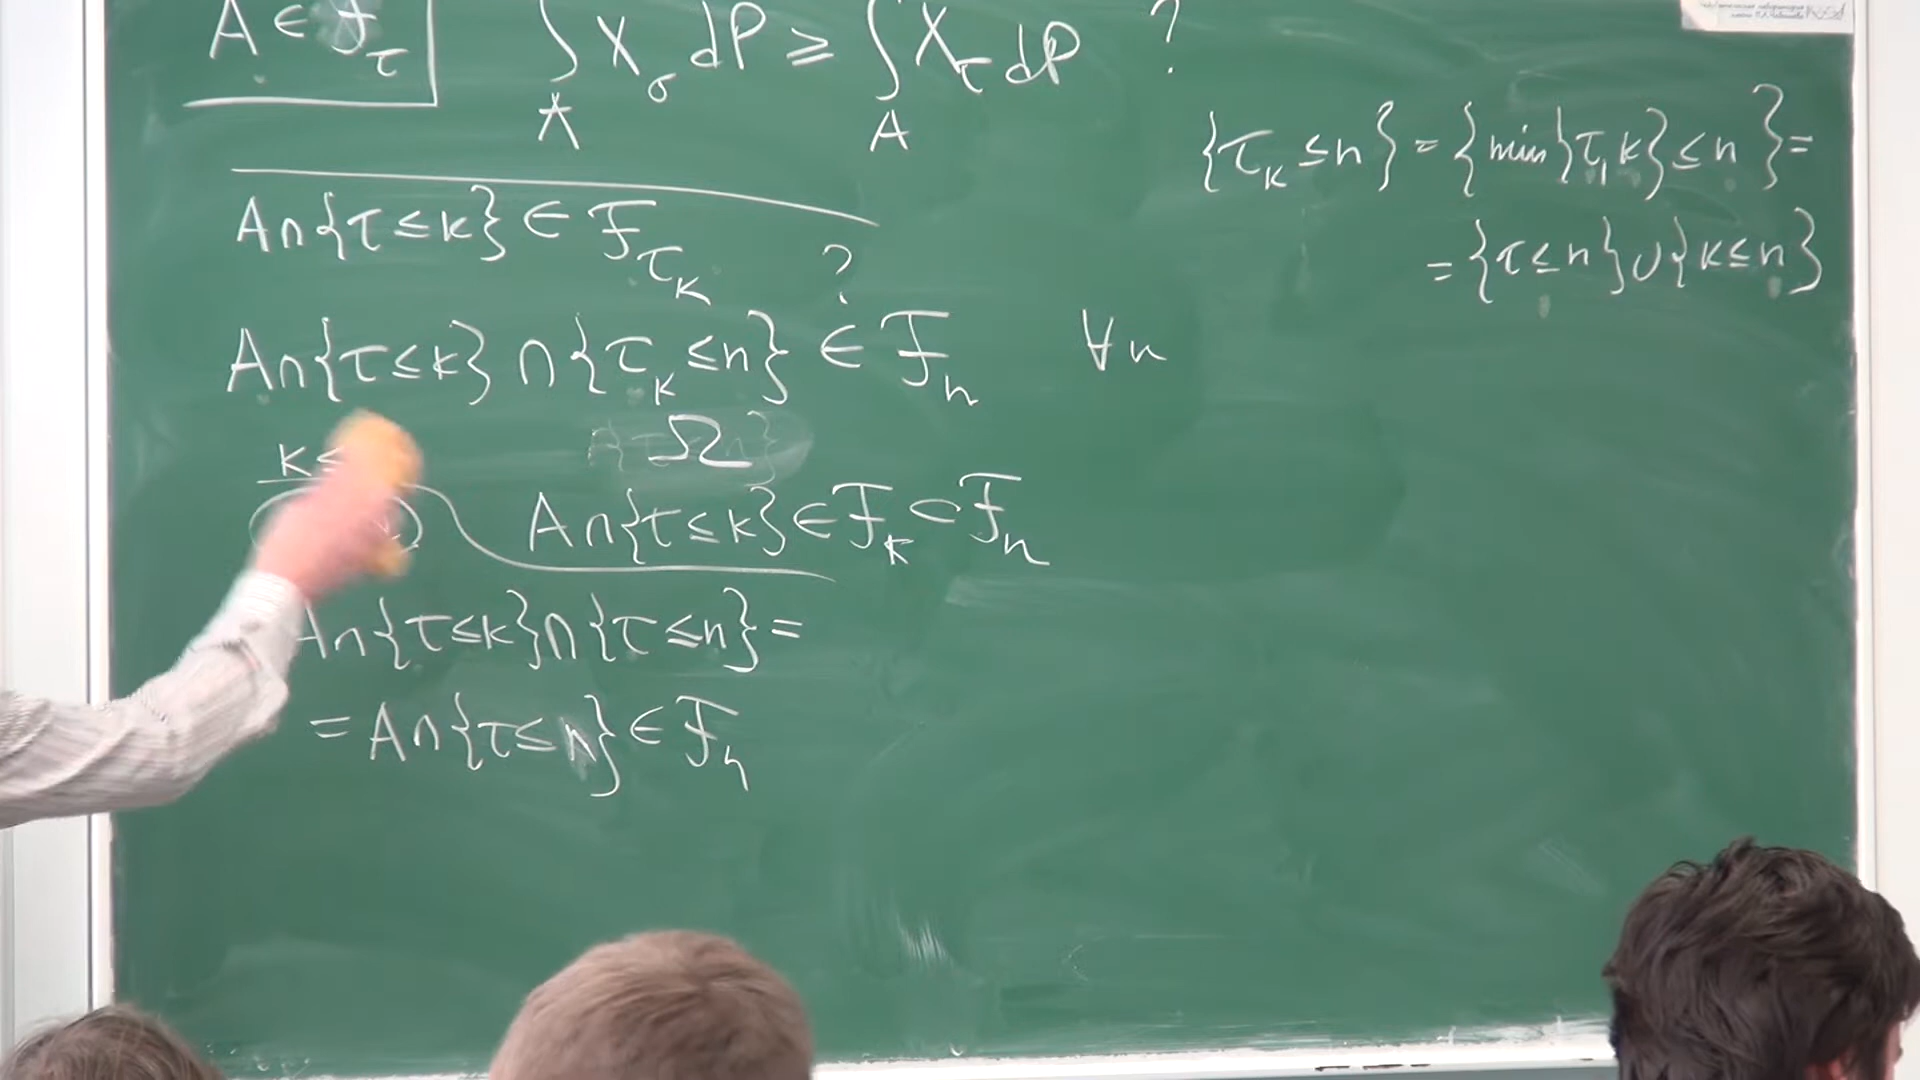 A ∈ ℱ_τ ∫_A X_σ dP ≥ ∫_A X_τ dP ?
A∩{τ≤k} ∈ ℱ_{τ_k}
?
A∩{τ≤k} ∩ {τ_k ≤n} ∈ ℱ_n ∀n
k≤
Ω
A∩{τ≤k} ∈ ℱ_k ⊂ ℱ_n
A∩{τ≤k}∩{τ≤n} =
= A∩{τ≤n} ∈ ℱ_n
{τ_k ≤n} = {min{τ,k}≤n} =
= {τ≤n}∪{k≤n}